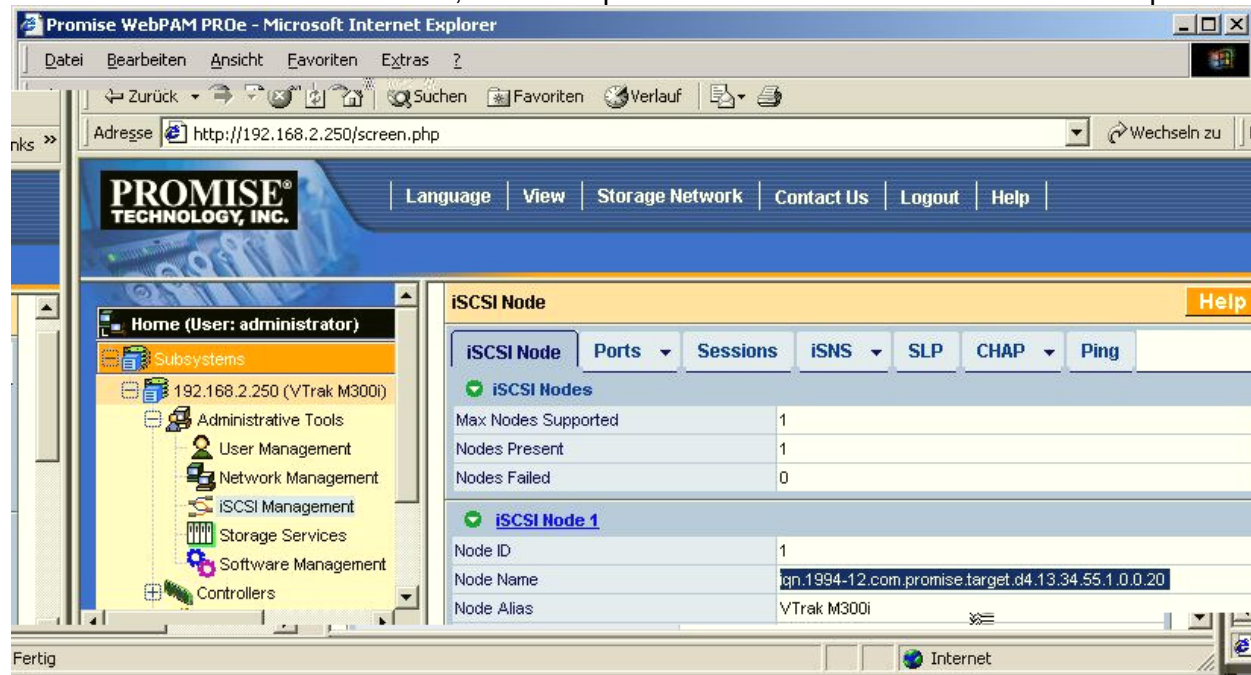 Promise WebPAM PROe - Microsoft Internet Explorer
Datei Bearbeiten Ansicht Favoriten Extras ?
Zurück Suchen Favoriten Verlauf
nks »
Adresse http://192.168.2.250/screen.php Wechseln zu
PROMISE®
TECHNOLOGY, INC.
Language | View | Storage Network | Contact Us | Logout | Help |
Home (User: administrator)
Subsystems
192.168.2.250 (VTrak M300i)
Administrative Tools
User Management
Network Management
iSCSI Management
Storage Services
Software Management
Controllers
iSCSI Node Help
iSCSI Node Ports Sessions iSNS SLP CHAP Ping
iSCSI Nodes
Max Nodes Supported 1
Nodes Present 1
Nodes Failed 0
iSCSI Node 1
Node ID 1
Node Name iqn.1994-12.com.promise.target.d4.13.34.55.1.0.0.20
Node Alias VTrak M300i
Fertig Internet